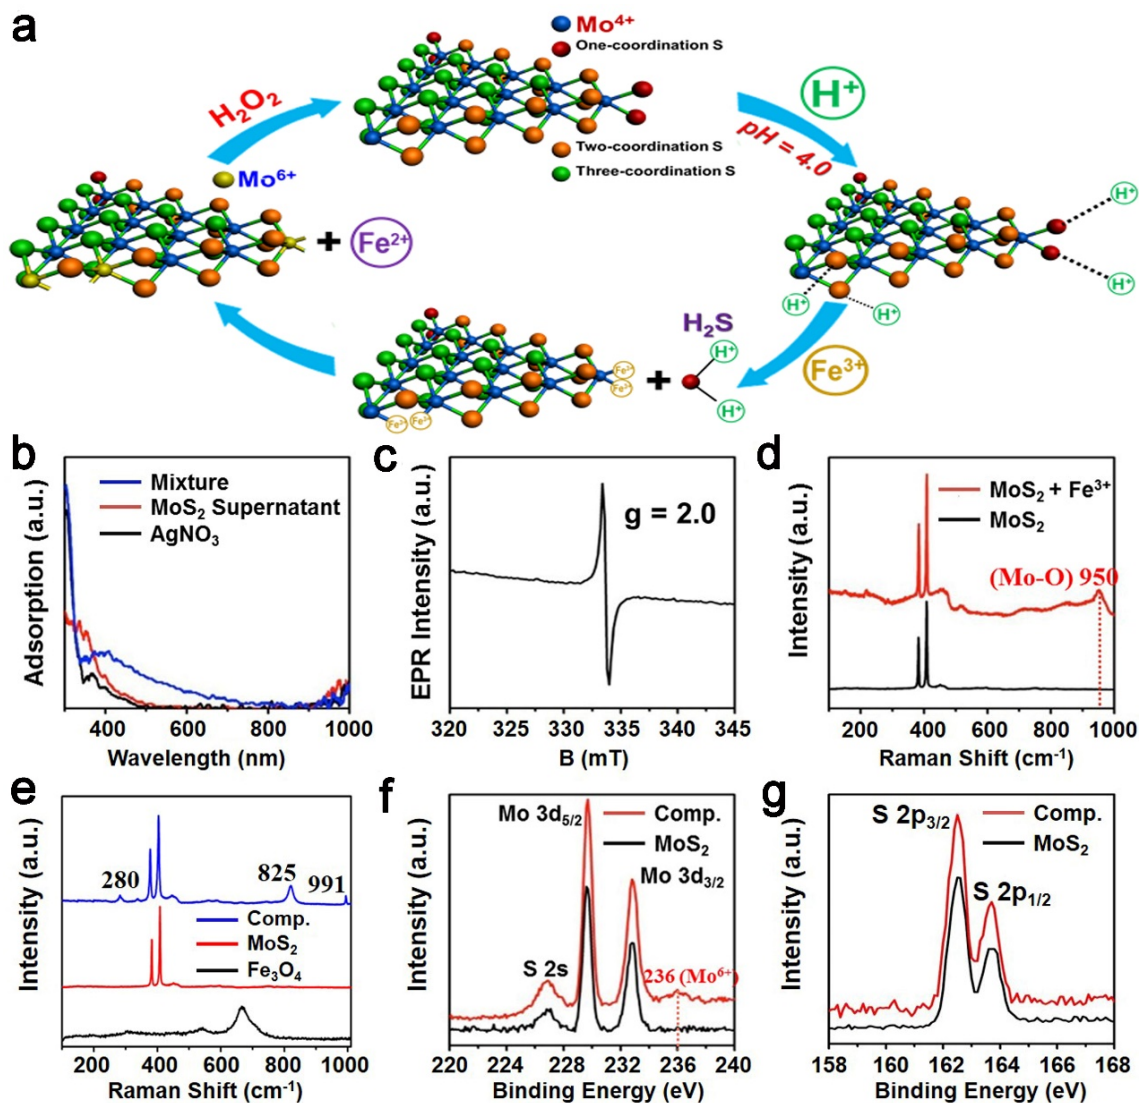 a
Mo⁴⁺
One-coordination S
H₂O₂
H⁺
pH = 4.0
Two-coordination S
Three-coordination S
Mo⁶⁺
+
Fe²⁺
H⁺
H⁺
H⁺
H⁺
H₂S
H⁺
H⁺
+
Fe³⁺
Fe³⁺
Fe³⁺
Fe³⁺
Fe³⁺
b
Adsorption (a.u.)
Mixture
MoS₂ Supernatant
AgNO₃
400 600 800 1000
Wavelength (nm)
c
EPR Intensity (a.u.)
g = 2.0
320 325 330 335 340 345
B (mT)
d
Intensity (a.u.)
MoS₂ + Fe³⁺
MoS₂
(Mo-O) 950
200 400 600 800 1000
Raman Shift (cm⁻¹)
e
Intensity (a.u.)
280
825
991
Comp.
MoS₂
Fe₃O₄
200 400 600 800 1000
Raman Shift (cm⁻¹)
f
Intensity (a.u.)
Mo 3d₅/₂
Comp.
MoS₂
Mo 3d₃/₂
S 2s
236 (Mo⁶⁺)
220 224 228 232 236 240
Binding Energy (eV)
g
Intensity (a.u.)
S 2p₃/₂
Comp.
MoS₂
S 2p₁/₂
158 160 162 164 166 168
Binding Energy (eV)